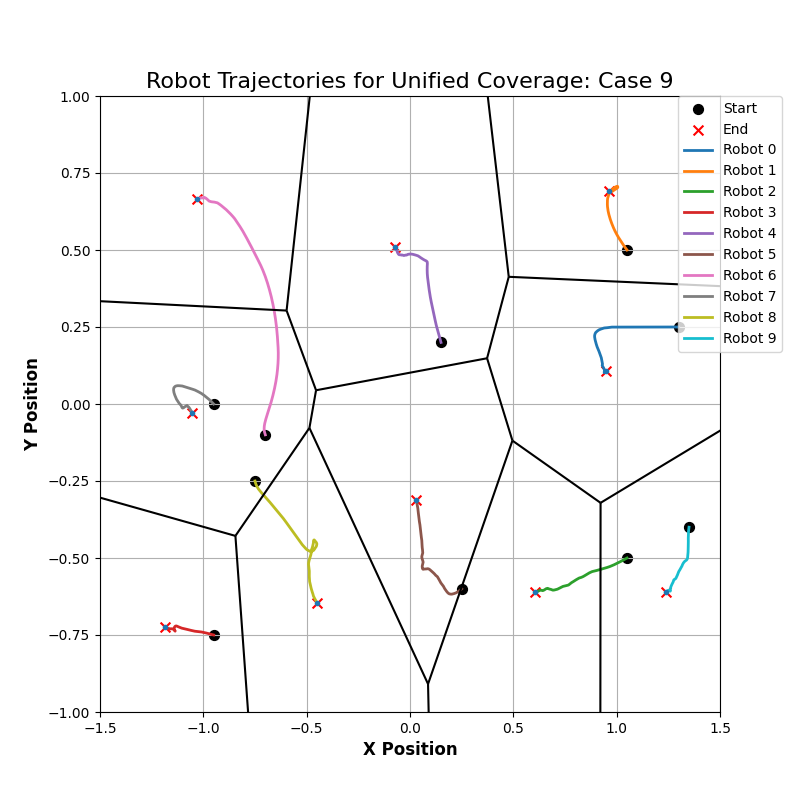 Robot Trajectories for Unified Coverage: Case 9
Start
End
Robot 0
Robot 1
Robot 2
Robot 3
Robot 4
Robot 5
Robot 6
Robot 7
Robot 8
Robot 9
1.00
0.75
0.50
0.25
0.00
−0.25
−0.50
−0.75
−1.00
Y Position
−1.5
−1.0
−0.5
0.0
0.5
1.0
1.5
X Position